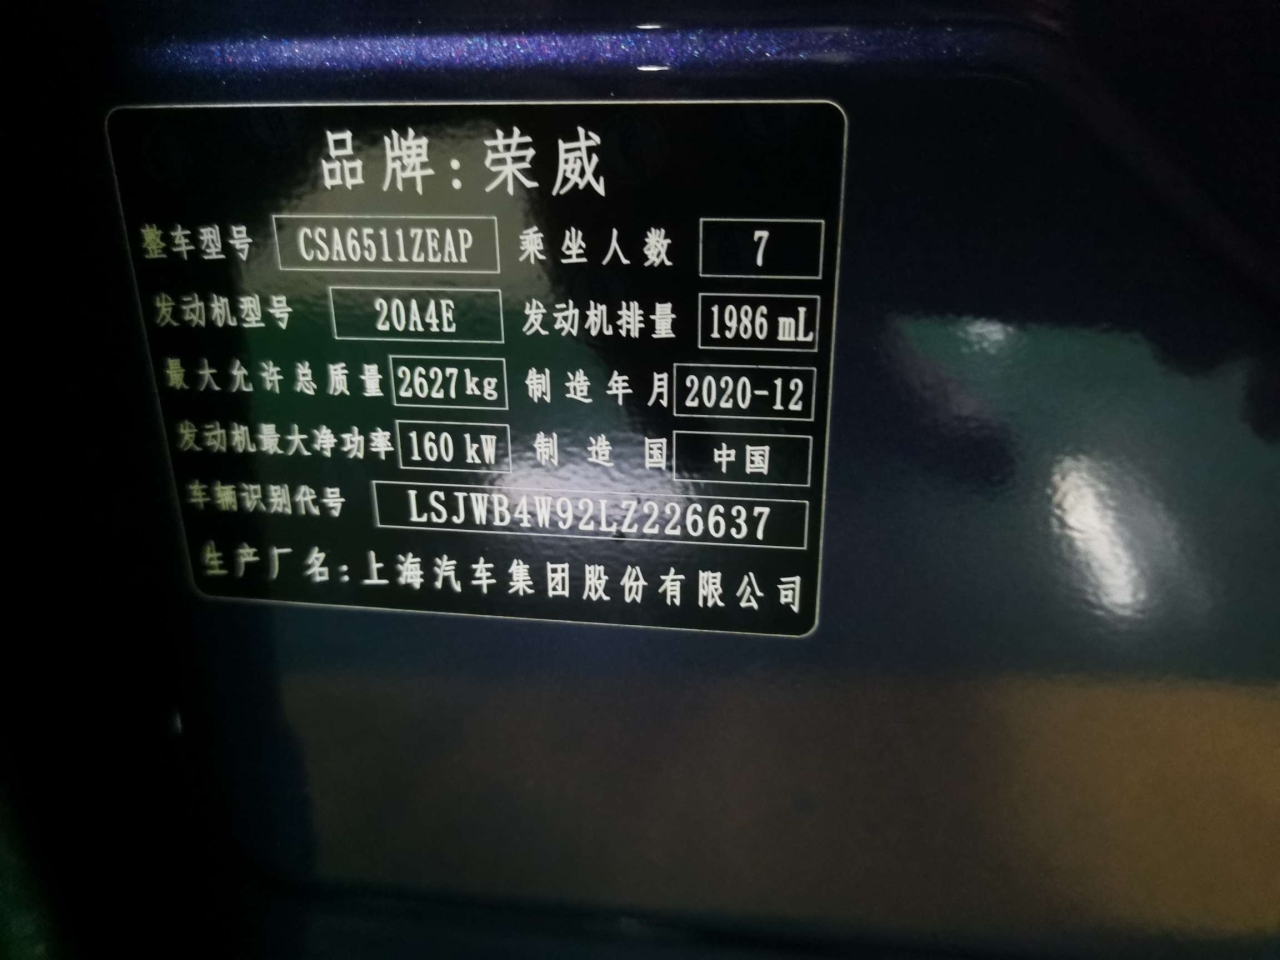 品牌:荣威
整车型号 CSA6511ZEAP 乘坐人数 7
发动机型号 20A4E 发动机排量 1986 mL
最大允许总质量 2627kg 制造年月 2020-12
发动机最大净功率 160 kW 制造国 中国
车辆识别代号 LSJWB4W92LZ226637
生产厂名:上海汽车集团股份有限公司